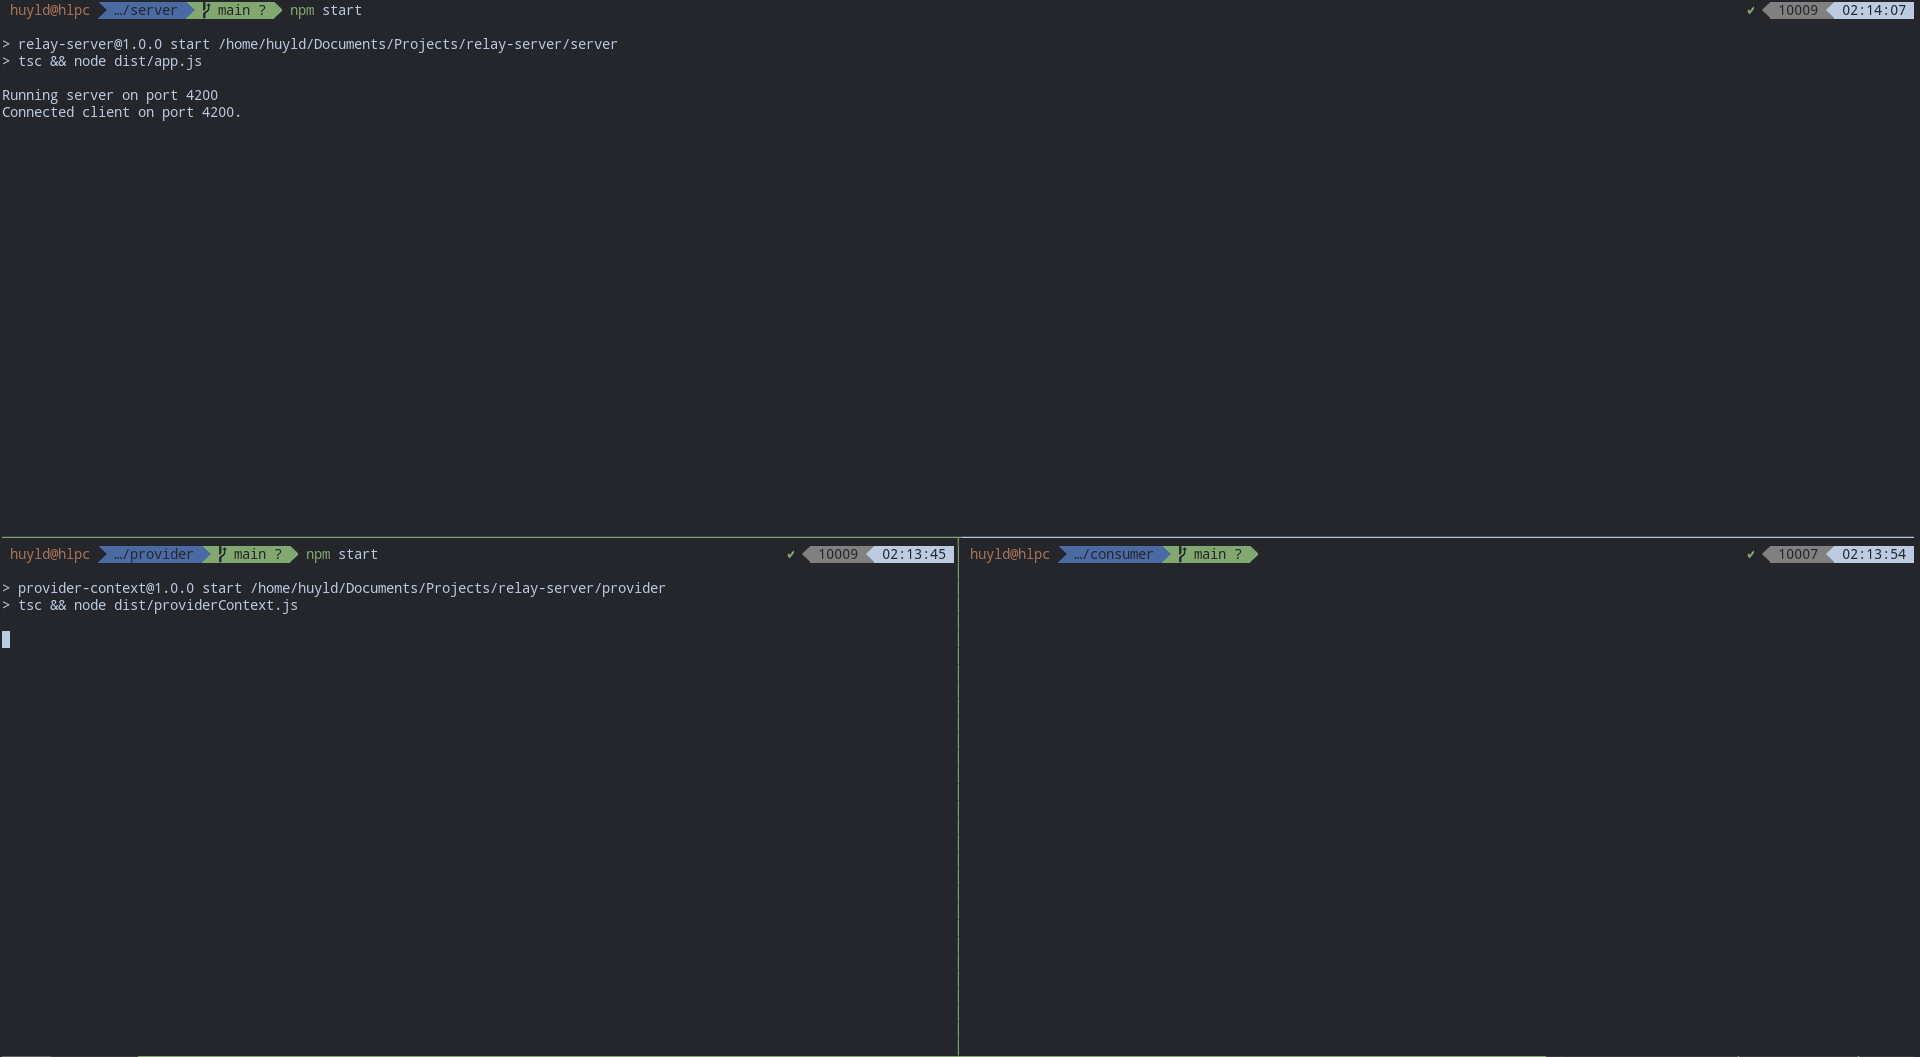 huyld@hlpc …/server main ? npm start ✔ 10009 02:14:07
> relay-server@1.0.0 start /home/huyld/Documents/Projects/relay-server/server
> tsc && node dist/app.js
Running server on port 4200
Connected client on port 4200.
huyld@hlpc …/provider main ? npm start ✔ 10009 02:13:45
> provider-context@1.0.0 start /home/huyld/Documents/Projects/relay-server/provider
> tsc && node dist/providerContext.js
huyld@hlpc …/consumer main ? ✔ 10007 02:13:54